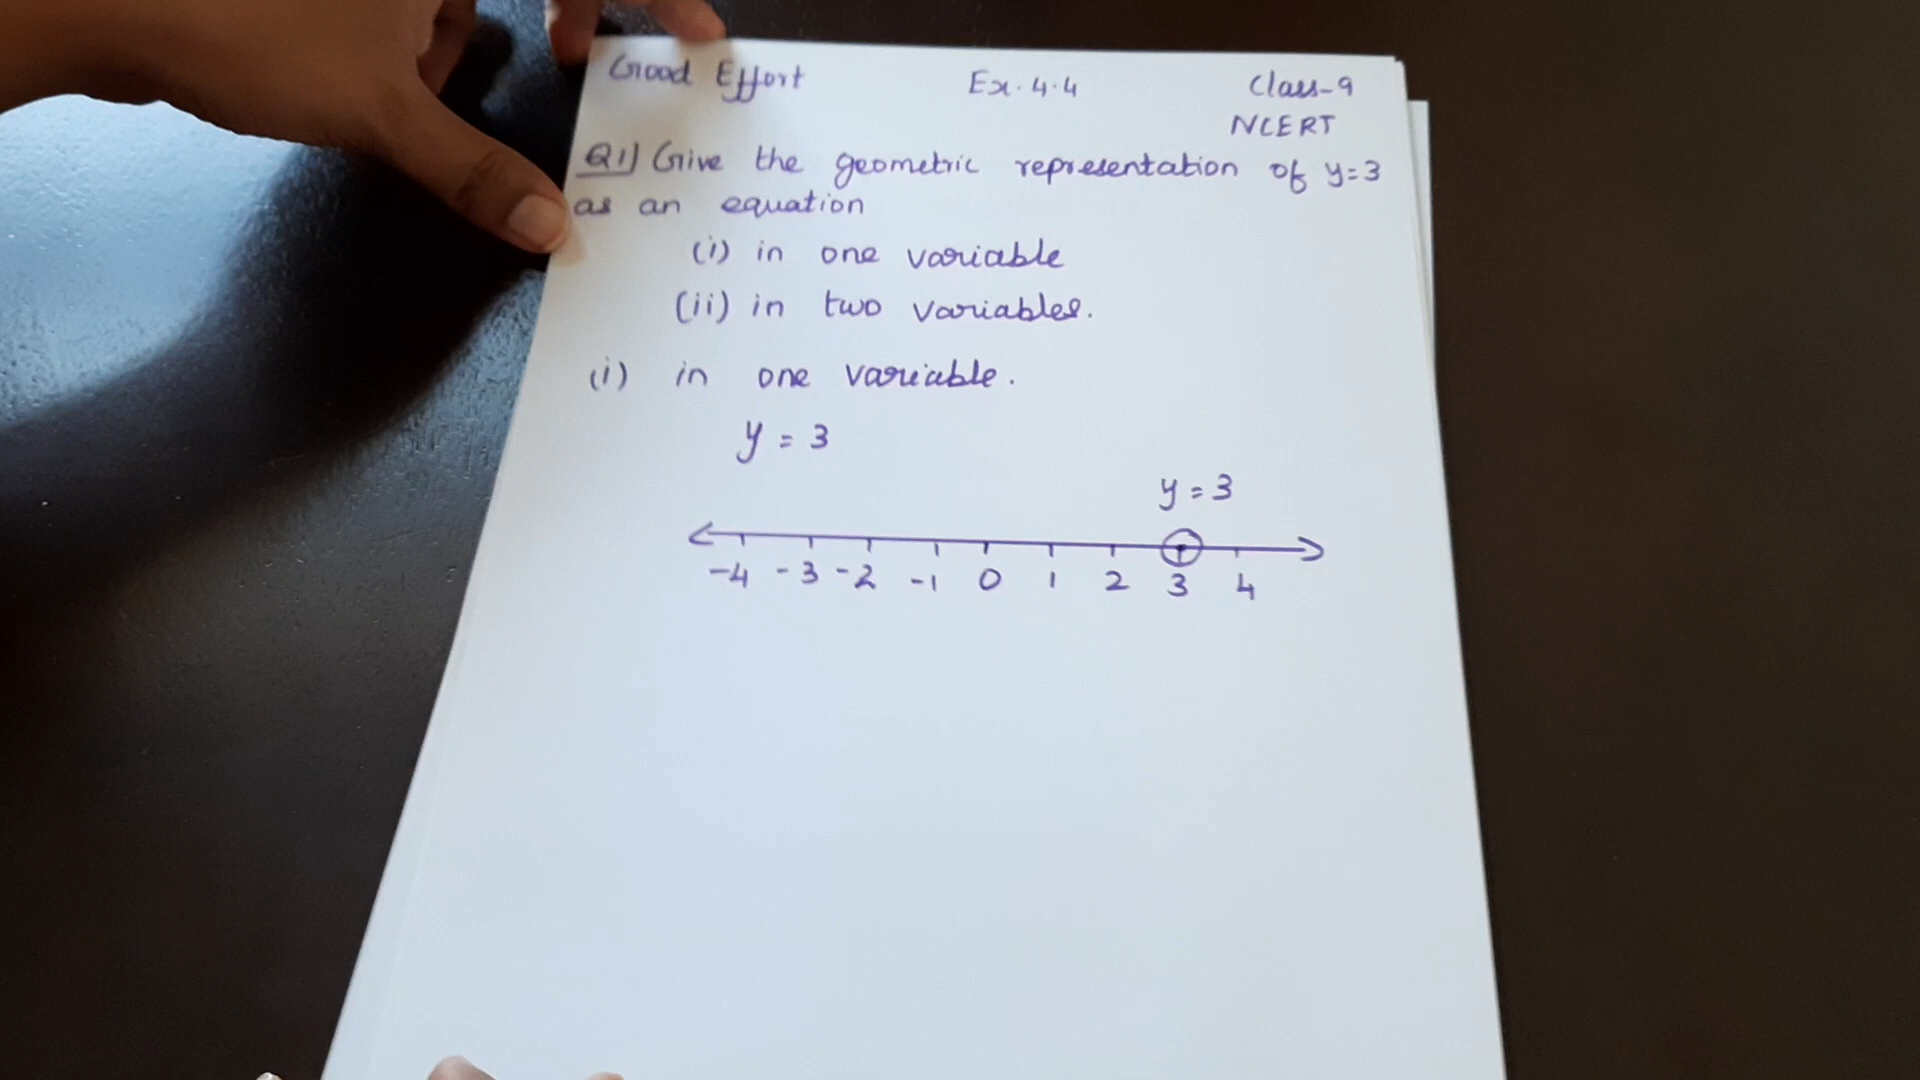 Good Effort Ex. 4.4 Class-9
NCERT
Q1) Give the geometric representation of y=3
as an equation
(i) in one variable
(ii) in two variables.
(i) in one variable.
y = 3
y = 3
-4 -3 -2 -1 0 1 2 3 4